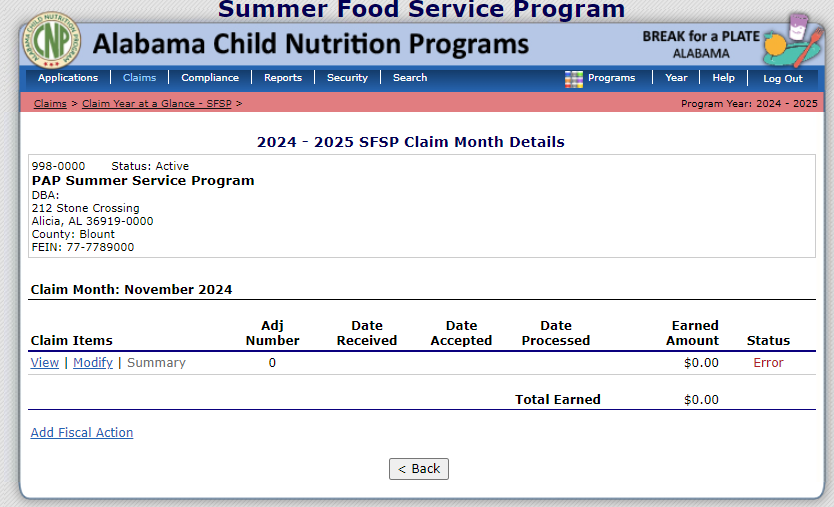 Summer Food Service Program
ALABAMA CHILD NUTRITION PROGRAMS
CNP
Alabama Child Nutrition Programs
BREAK for a PLATE
ALABAMA
Applications | Claims | Compliance | Reports | Security | Search Programs | Year | Help | Log Out
Claims > Claim Year at a Glance - SFSP > Program Year: 2024 - 2025
2024 - 2025 SFSP Claim Month Details
998-0000 Status: Active
PAP Summer Service Program
DBA:
212 Stone Crossing
Alicia, AL 36919-0000
County: Blount
FEIN: 77-7789000
Claim Month: November 2024
Claim Items Adj Number Date Received Date Accepted Date Processed Earned Amount Status
View | Modify | Summary 0 $0.00 Error
Total Earned $0.00
Add Fiscal Action
< Back